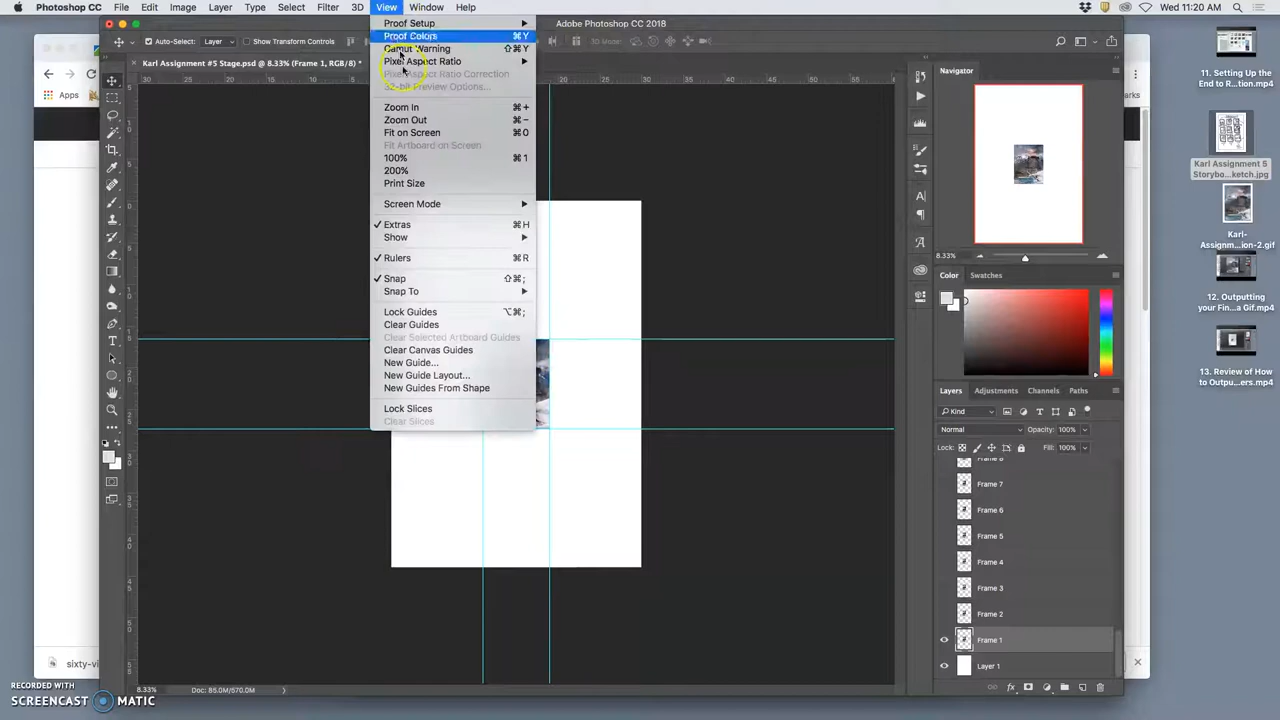 Photoshop CC File Edit Image Layer Type Select Filter 3D View Window Help Wed 11:20 AM
Adobe Photoshop CC 2018
Auto-Select: Layer Show Transform Controls 3D Mode:
Karl Assignment #5 Stage.psd @ 8.33% (Frame 1, RGB/8) *
Apps
Proof Setup
Proof Colors ⌘Y
Gamut Warning ⇧⌘Y
Pixel Aspect Ratio
Pixel Aspect Ratio Correction
32-bit Preview Options...
Zoom In ⌘+
Zoom Out ⌘−
Fit on Screen ⌘0
Fit Artboard on Screen
100% ⌘1
200%
Print Size
Screen Mode
Extras ⌘H
Show
Rulers ⌘R
Snap ⇧⌘;
Snap To
Lock Guides ⌥⌘;
Clear Guides
Clear Selected Artboard Guides
Clear Canvas Guides
New Guide...
New Guide Layout...
New Guides From Shape
Lock Slices
Clear Slices
Navigator
8.33%
Color Swatches
Layers Adjustments Channels Paths
Kind
Normal Opacity: 100%
Lock: Fill: 100%
Frame 7
Frame 6
Frame 5
Frame 4
Frame 3
Frame 2
Frame 1
Layer 1
11. Setting Up the
End to R...tion.mp4
Karl Assignment 5
Storybo...ketch.jpg
Karl-
Assignm...ion-2.gif
12. Outputting
your Fin...a Gif.mp4
13. Review of How
to Outpu...ers.mp4
8.33% Doc: 85.0M/570.0M
sixty-vi
RECORDED WITH
SCREENCAST MATIC